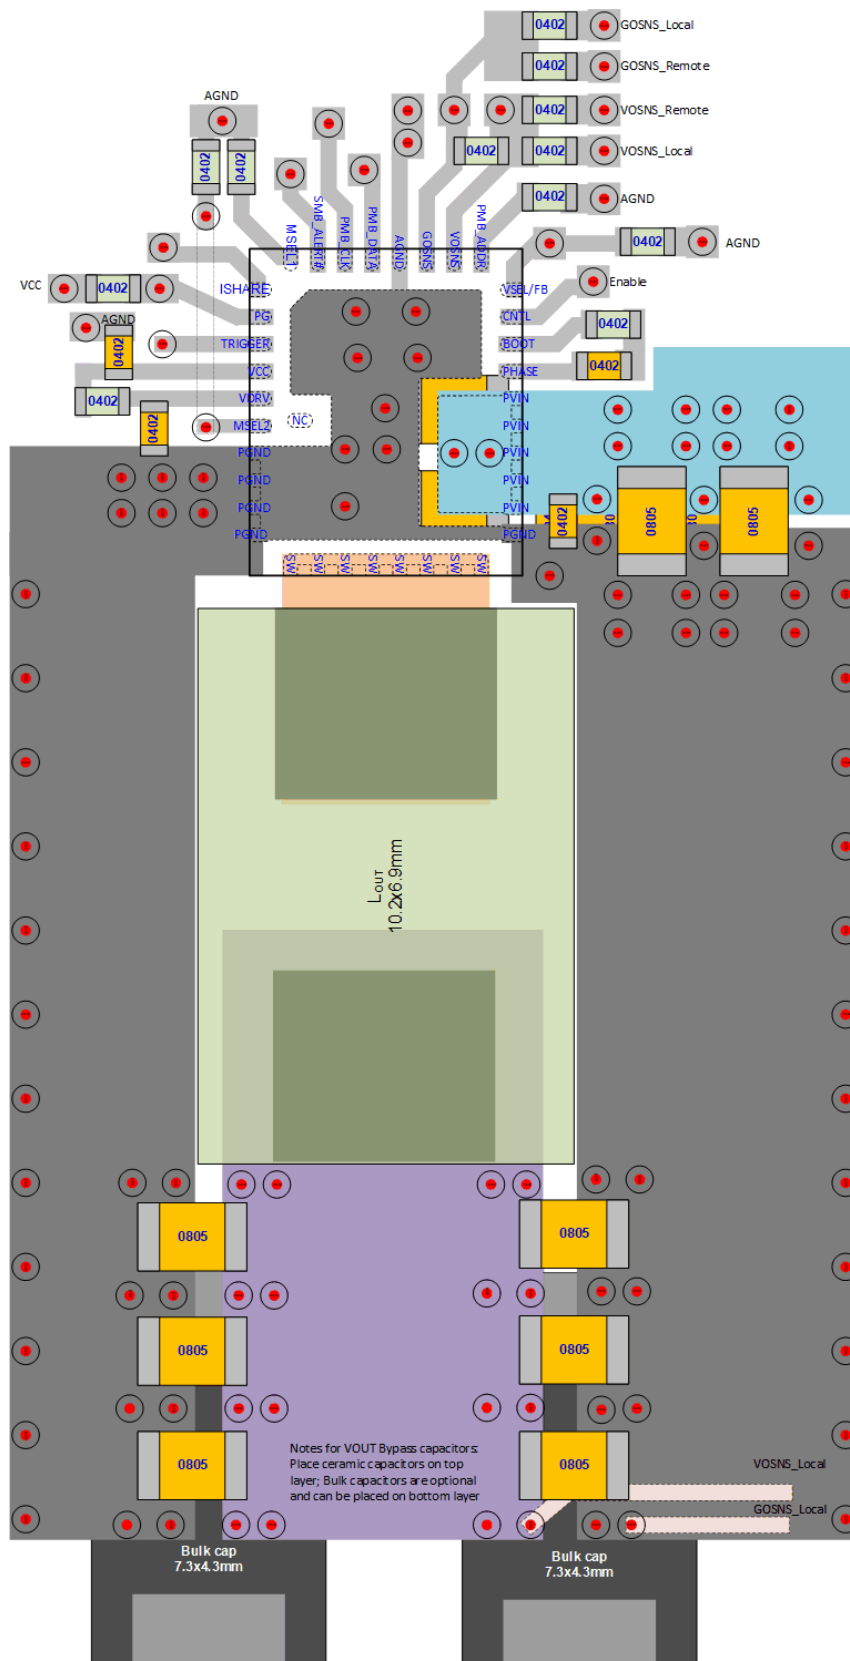 0402
GOSNS_Local
0402
GOSNS_Remote
AGND
0402
VOSNS_Remote
0402
0402
0402
0402
VOSNS_Local
0402
AGND
MSEL1
SMB_ALERT#
PMB_CLK
PMB_DATA
AGND
GOSNS
VOSNS
PMB_ADDR
0402
AGND
VCC
0402
ISHARE
VSEL/FB
Enable
AGND
PG
CNTL
0402
0402
TRIGGER
BOOT
VCC
PHASE
0402
0402
VDRV
PVIN
0402
MSEL2
NC
PVIN
PGND
PVIN
PGND
PVIN
PGND
PVIN
PGND
PGND
0402
0805
0805
SW
SW
SW
SW
SW
SW
SW
SW
LOUT
10.2x6.9mm
0805
0805
0805
0805
Notes for VOUT Bypass capacitors:
Place ceramic capacitors on top
layer; Bulk capacitors are optional
and can be placed on bottom layer
0805
0805
VOSNS_Local
GOSNS_Local
Bulk cap
7.3x4.3mm
Bulk cap
7.3x4.3mm